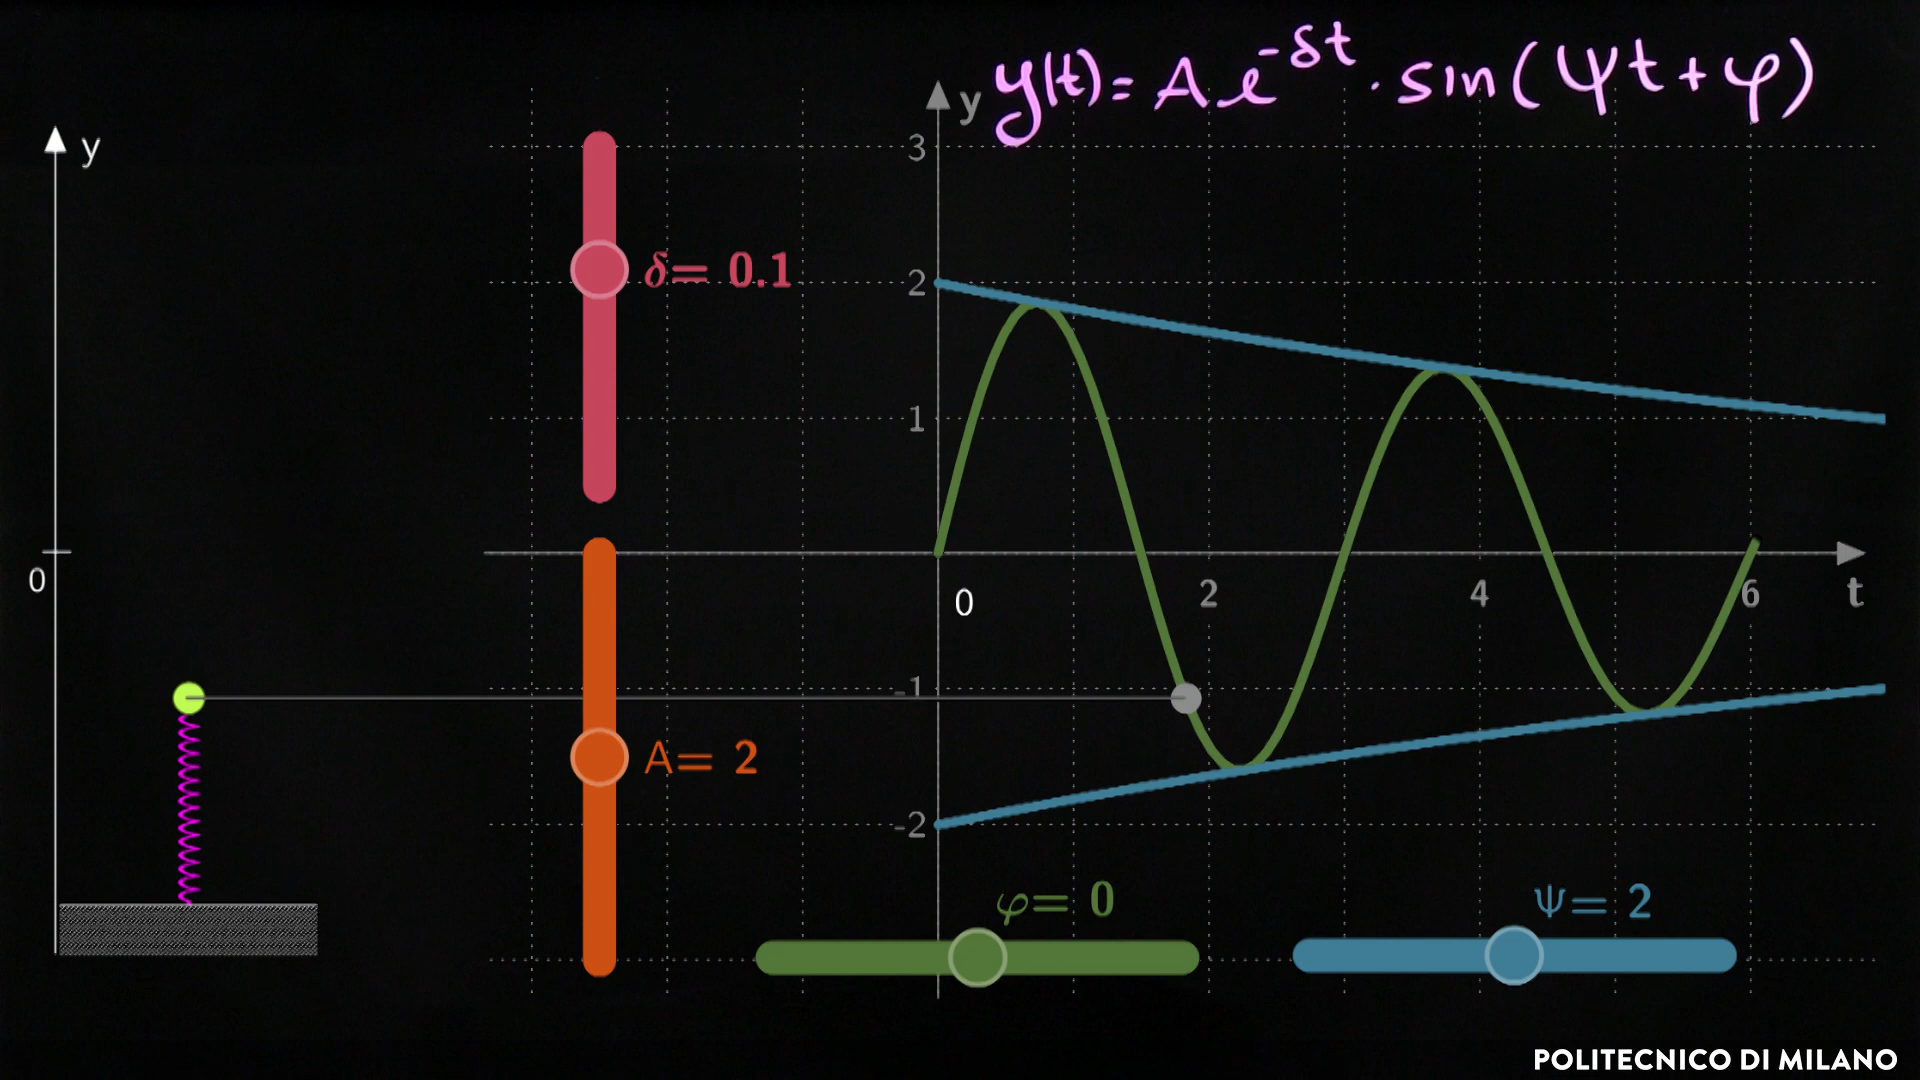 y(t)= A e^-δt · sin(ψt+φ)
y
y
3
δ= 0.1
2
1
0
0
2
4
6
t
-1
A= 2
-2
φ= 0
Ψ= 2
POLITECNICO DI MILANO